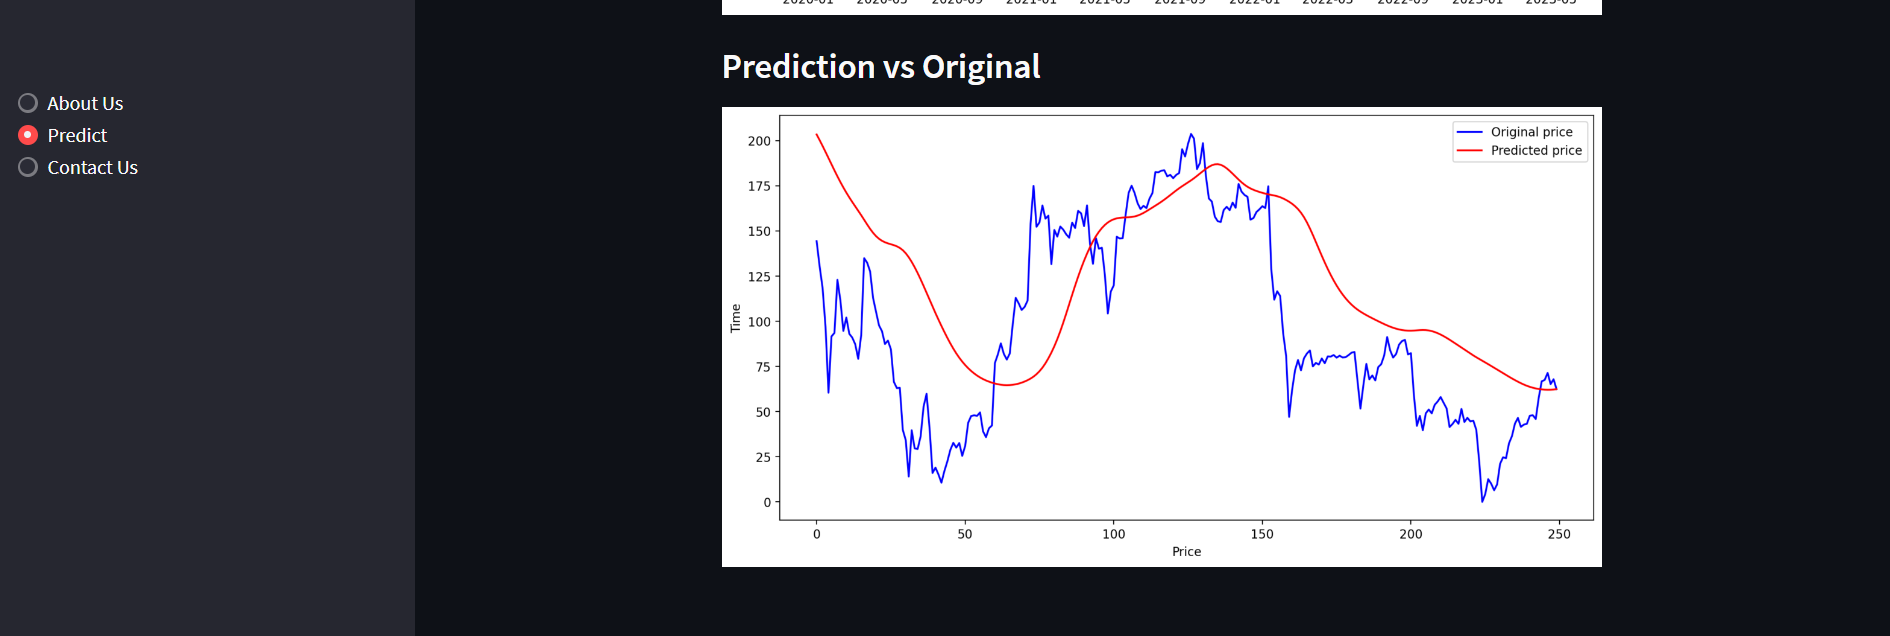 About Us
Predict
Contact Us
Prediction vs Original
Original price
Predicted price
200
175
150
125
100
75
50
25
0
Time
0 50 100 150 200 250
Price